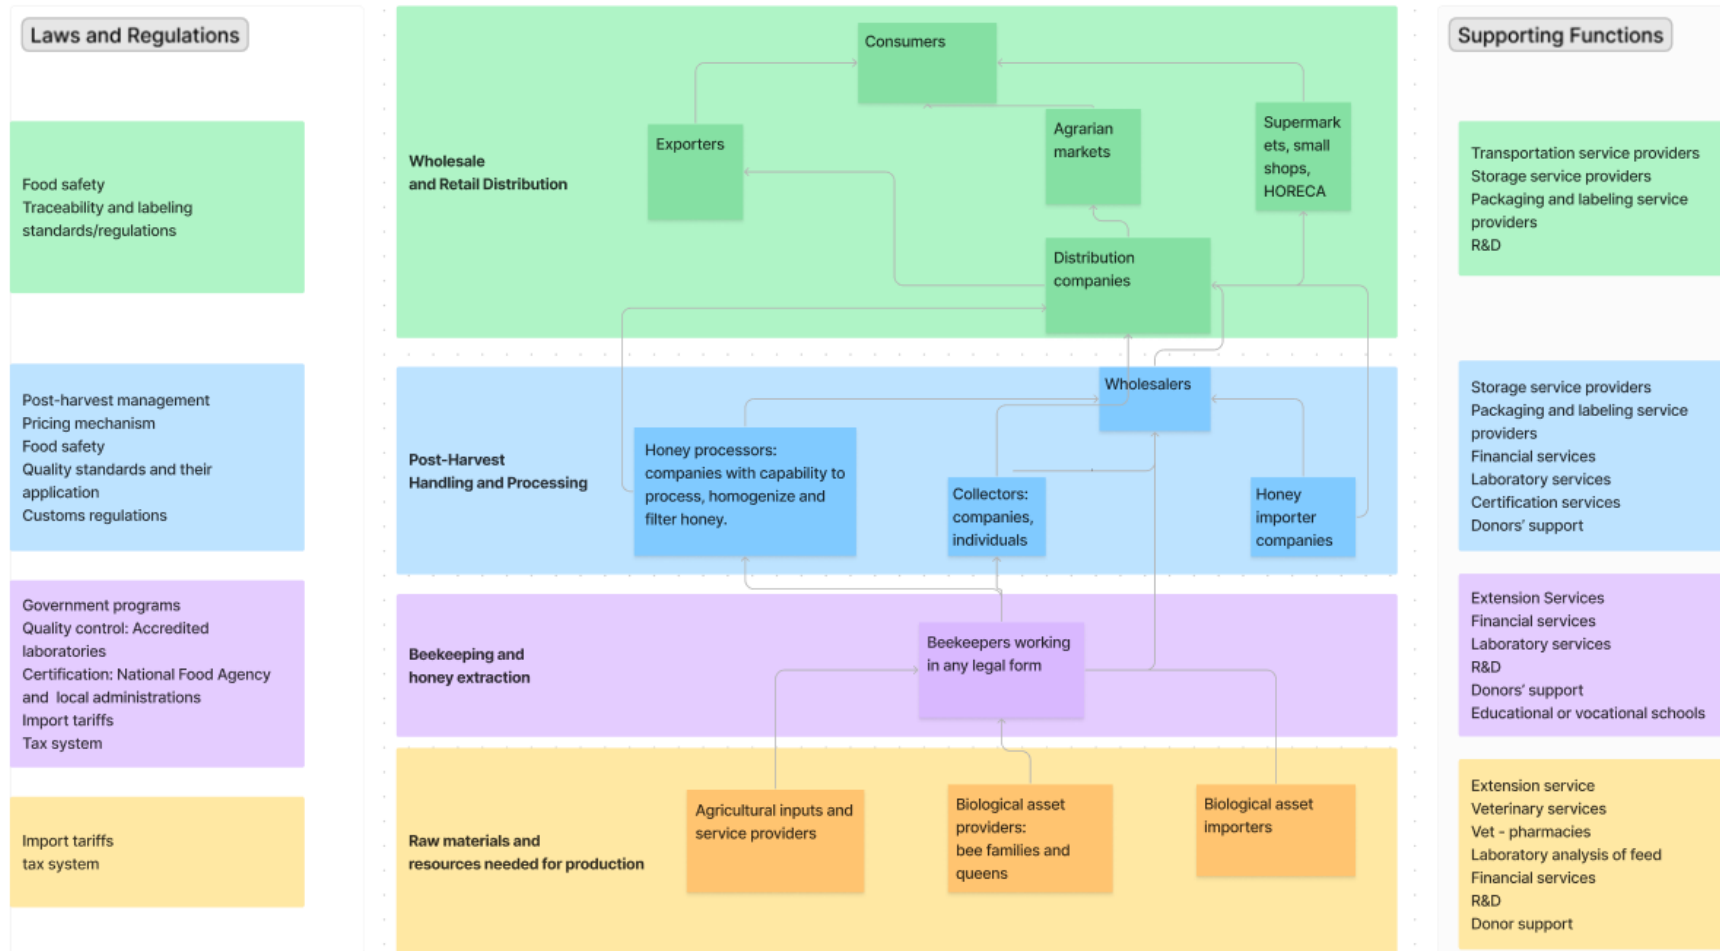 Laws and Regulations
Food safety
Traceability and labeling
standards/regulations
Post-harvest management
Pricing mechanism
Food safety
Quality standards and their
application
Customs regulations
Government programs
Quality control: Accredited
laboratories
Certification: National Food Agency
and local administrations
Import tariffs
Tax system
Import tariffs
tax system
Wholesale
and Retail Distribution
Consumers
Exporters
Agrarian
markets
Supermark
ets, small
shops,
HORECA
Distribution
companies
Post-Harvest
Handling and Processing
Wholesalers
Honey processors:
companies with capability to
process, homogenize and
filter honey.
Collectors:
companies,
individuals
Honey
importer
companies
Beekeeping and
honey extraction
Beekeepers working
in any legal form
Raw materials and
resources needed for production
Agricultural inputs and
service providers
Biological asset
providers:
bee families and
queens
Biological asset
importers
Supporting Functions
Transportation service providers
Storage service providers
Packaging and labeling service
providers
R&D
Storage service providers
Packaging and labeling service
providers
Financial services
Laboratory services
Certification services
Donors' support
Extension Services
Financial services
Laboratory services
R&D
Donors' support
Educational or vocational schools
Extension service
Veterinary services
Vet - pharmacies
Laboratory analysis of feed
Financial services
R&D
Donor support